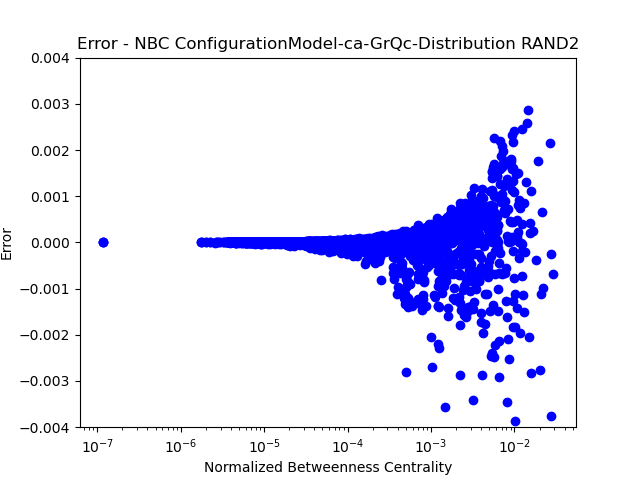 Error - NBC ConfigurationModel-ca-GrQc-Distribution RAND2
0.004
0.003
0.002
0.001
0.000
−0.001
−0.002
−0.003
−0.004
Error
10⁻⁷ 10⁻⁶ 10⁻⁵ 10⁻⁴ 10⁻³ 10⁻²
Normalized Betweenness Centrality